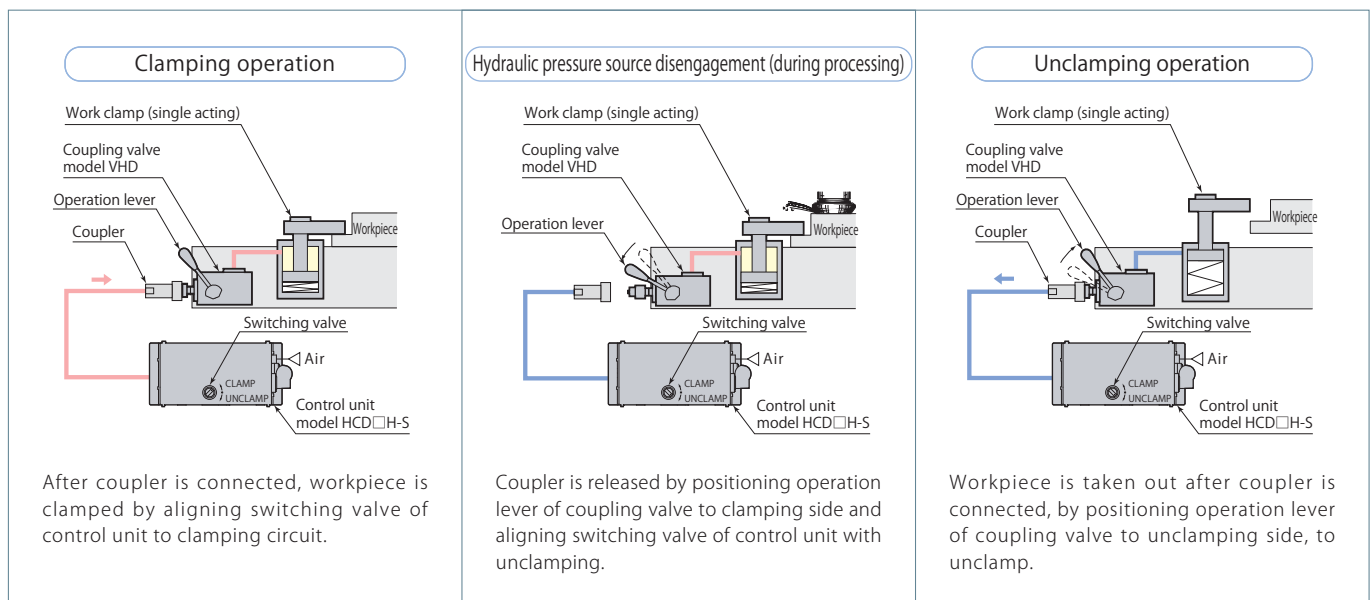 Clamping operation
Work clamp (single acting)
Coupling valve
model VHD
Operation lever
Coupler
Workpiece
Switching valve
Air
CLAMP
UNCLAMP
Control unit
model HCD□H-S
After coupler is connected, workpiece is
clamped by aligning switching valve of
control unit to clamping circuit.
Hydraulic pressure source disengagement (during processing)
Work clamp (single acting)
Coupling valve
model VHD
Operation lever
Workpiece
Switching valve
Air
CLAMP
UNCLAMP
Control unit
model HCD□H-S
Coupler is released by positioning operation
lever of coupling valve to clamping side and
aligning switching valve of control unit with
unclamping.
Unclamping operation
Work clamp (single acting)
Coupling valve
model VHD
Operation lever
Coupler
Workpiece
Switching valve
Air
CLAMP
UNCLAMP
Control unit
model HCD□H-S
Workpiece is taken out after coupler is
connected, by positioning operation lever
of coupling valve to unclamping side, to
unclamp.